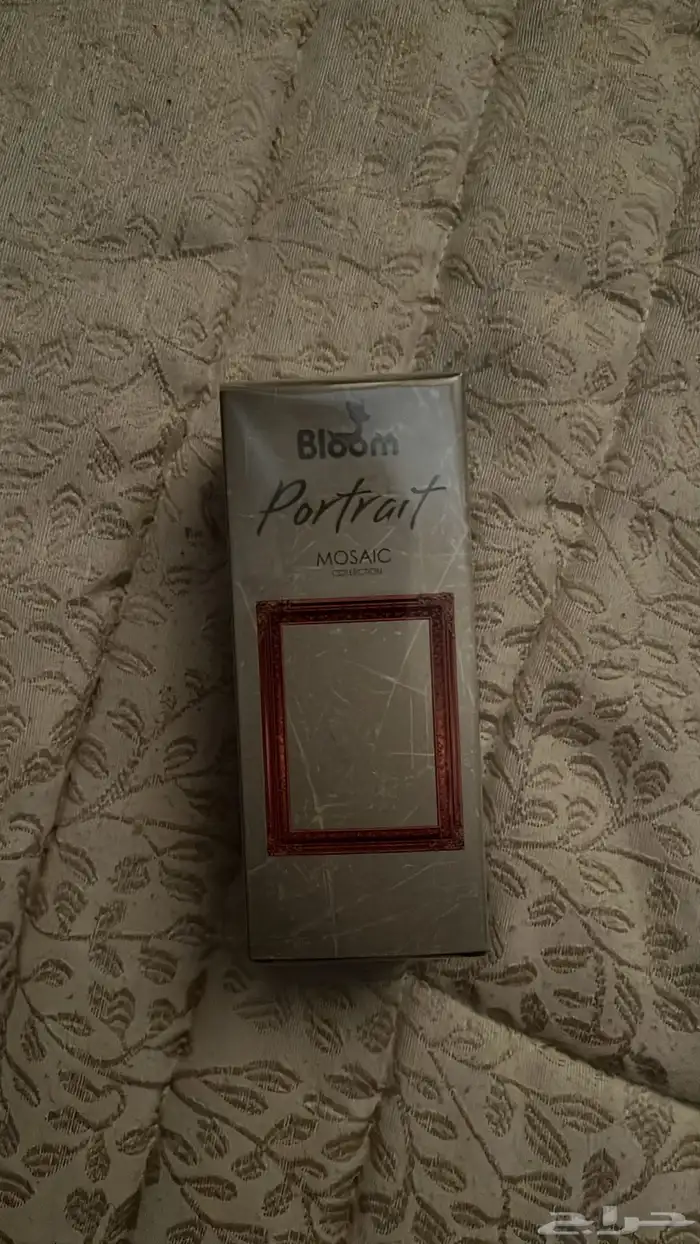 Bloom
Portrait
MOSAIC
COLLECTION
حراج